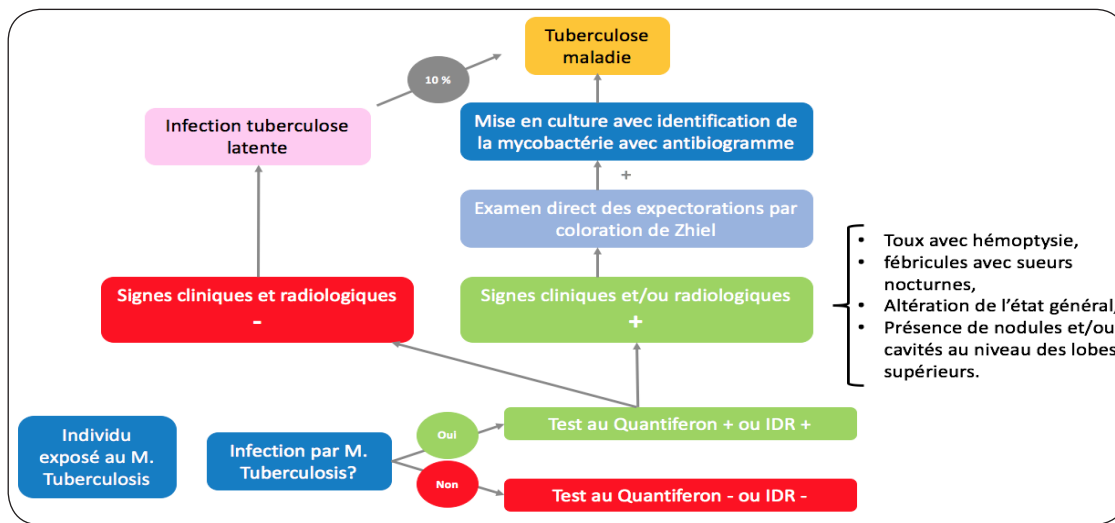 Tuberculose
maladie
10 %
Infection tuberculose
latente
Mise en culture avec identification de
la mycobactérie avec antibiogramme
+
Examen direct des expectorations par
coloration de Zhiel
Signes cliniques et radiologiques
-
Signes cliniques et/ou radiologiques
+
• Toux avec hémoptysie,
• fébricules avec sueurs
nocturnes,
• Altération de l'état général,
• Présence de nodules et/ou
cavités au niveau des lobes
supérieurs.
Individu
exposé au M.
Tuberculosis
Infection par M.
Tuberculosis?
Oui
Non
Test au Quantiferon + ou IDR +
Test au Quantiferon - ou IDR -